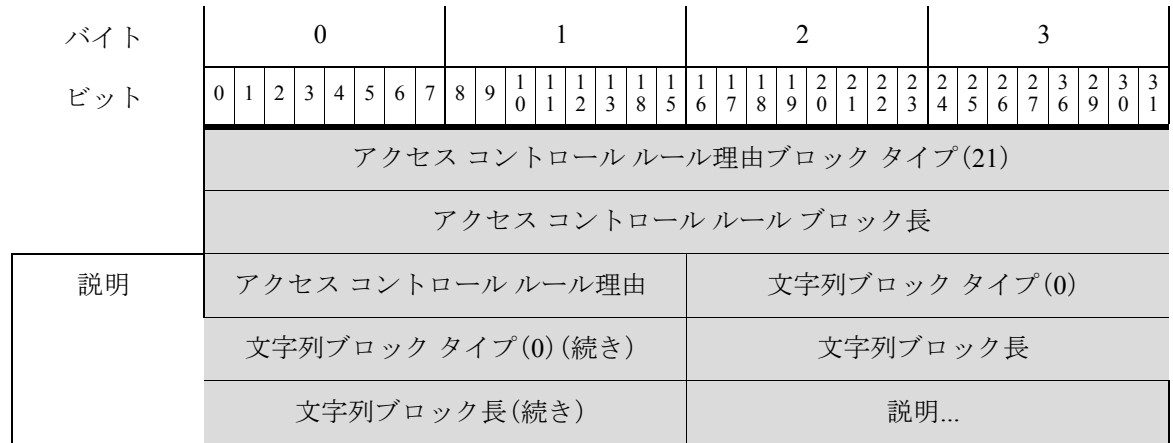 バイト 0 1 2 3
ビット 0 1 2 3 4 5 6 7 8 9 10 11 12 13 18 15 16 17 18 19 20 21 22 23 24 25 26 27 36 29 30 31
アクセス コントロール ルール理由ブロック タイプ(21)
アクセス コントロール ルール ブロック長
説明 アクセス コントロール ルール理由 文字列ブロック タイプ(0)
文字列ブロック タイプ(0)(続き) 文字列ブロック長
文字列ブロック長(続き) 説明...